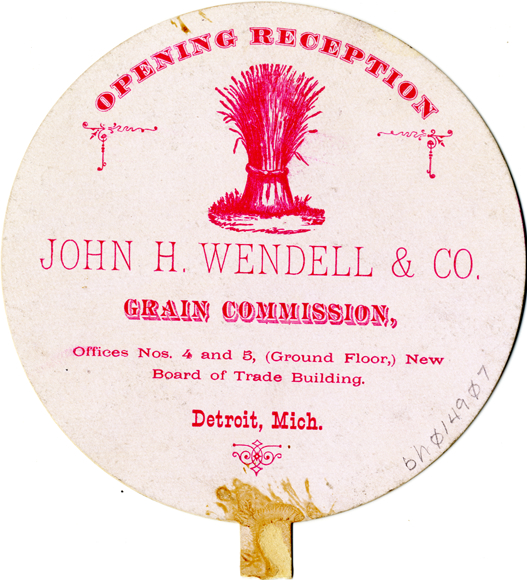 OPENING RECEPTION
JOHN H. WENDELL & CO.
GRAIN COMMISSION,
Offices Nos. 4 and 5, (Ground Floor,) New
Board of Trade Building.
Detroit, Mich.
bhØ149Ø7